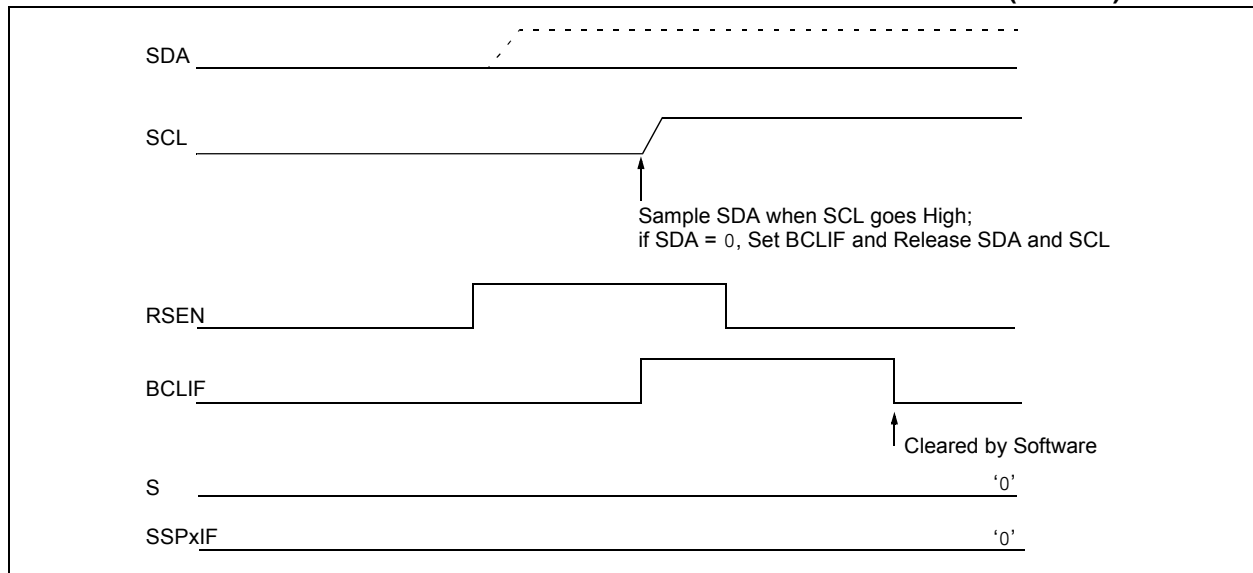 SDA
SCL
Sample SDA when SCL goes High;
if SDA = 0, Set BCLIF and Release SDA and SCL
RSEN
BCLIF
Cleared by Software
S
‘0’
SSPxIF
‘0’